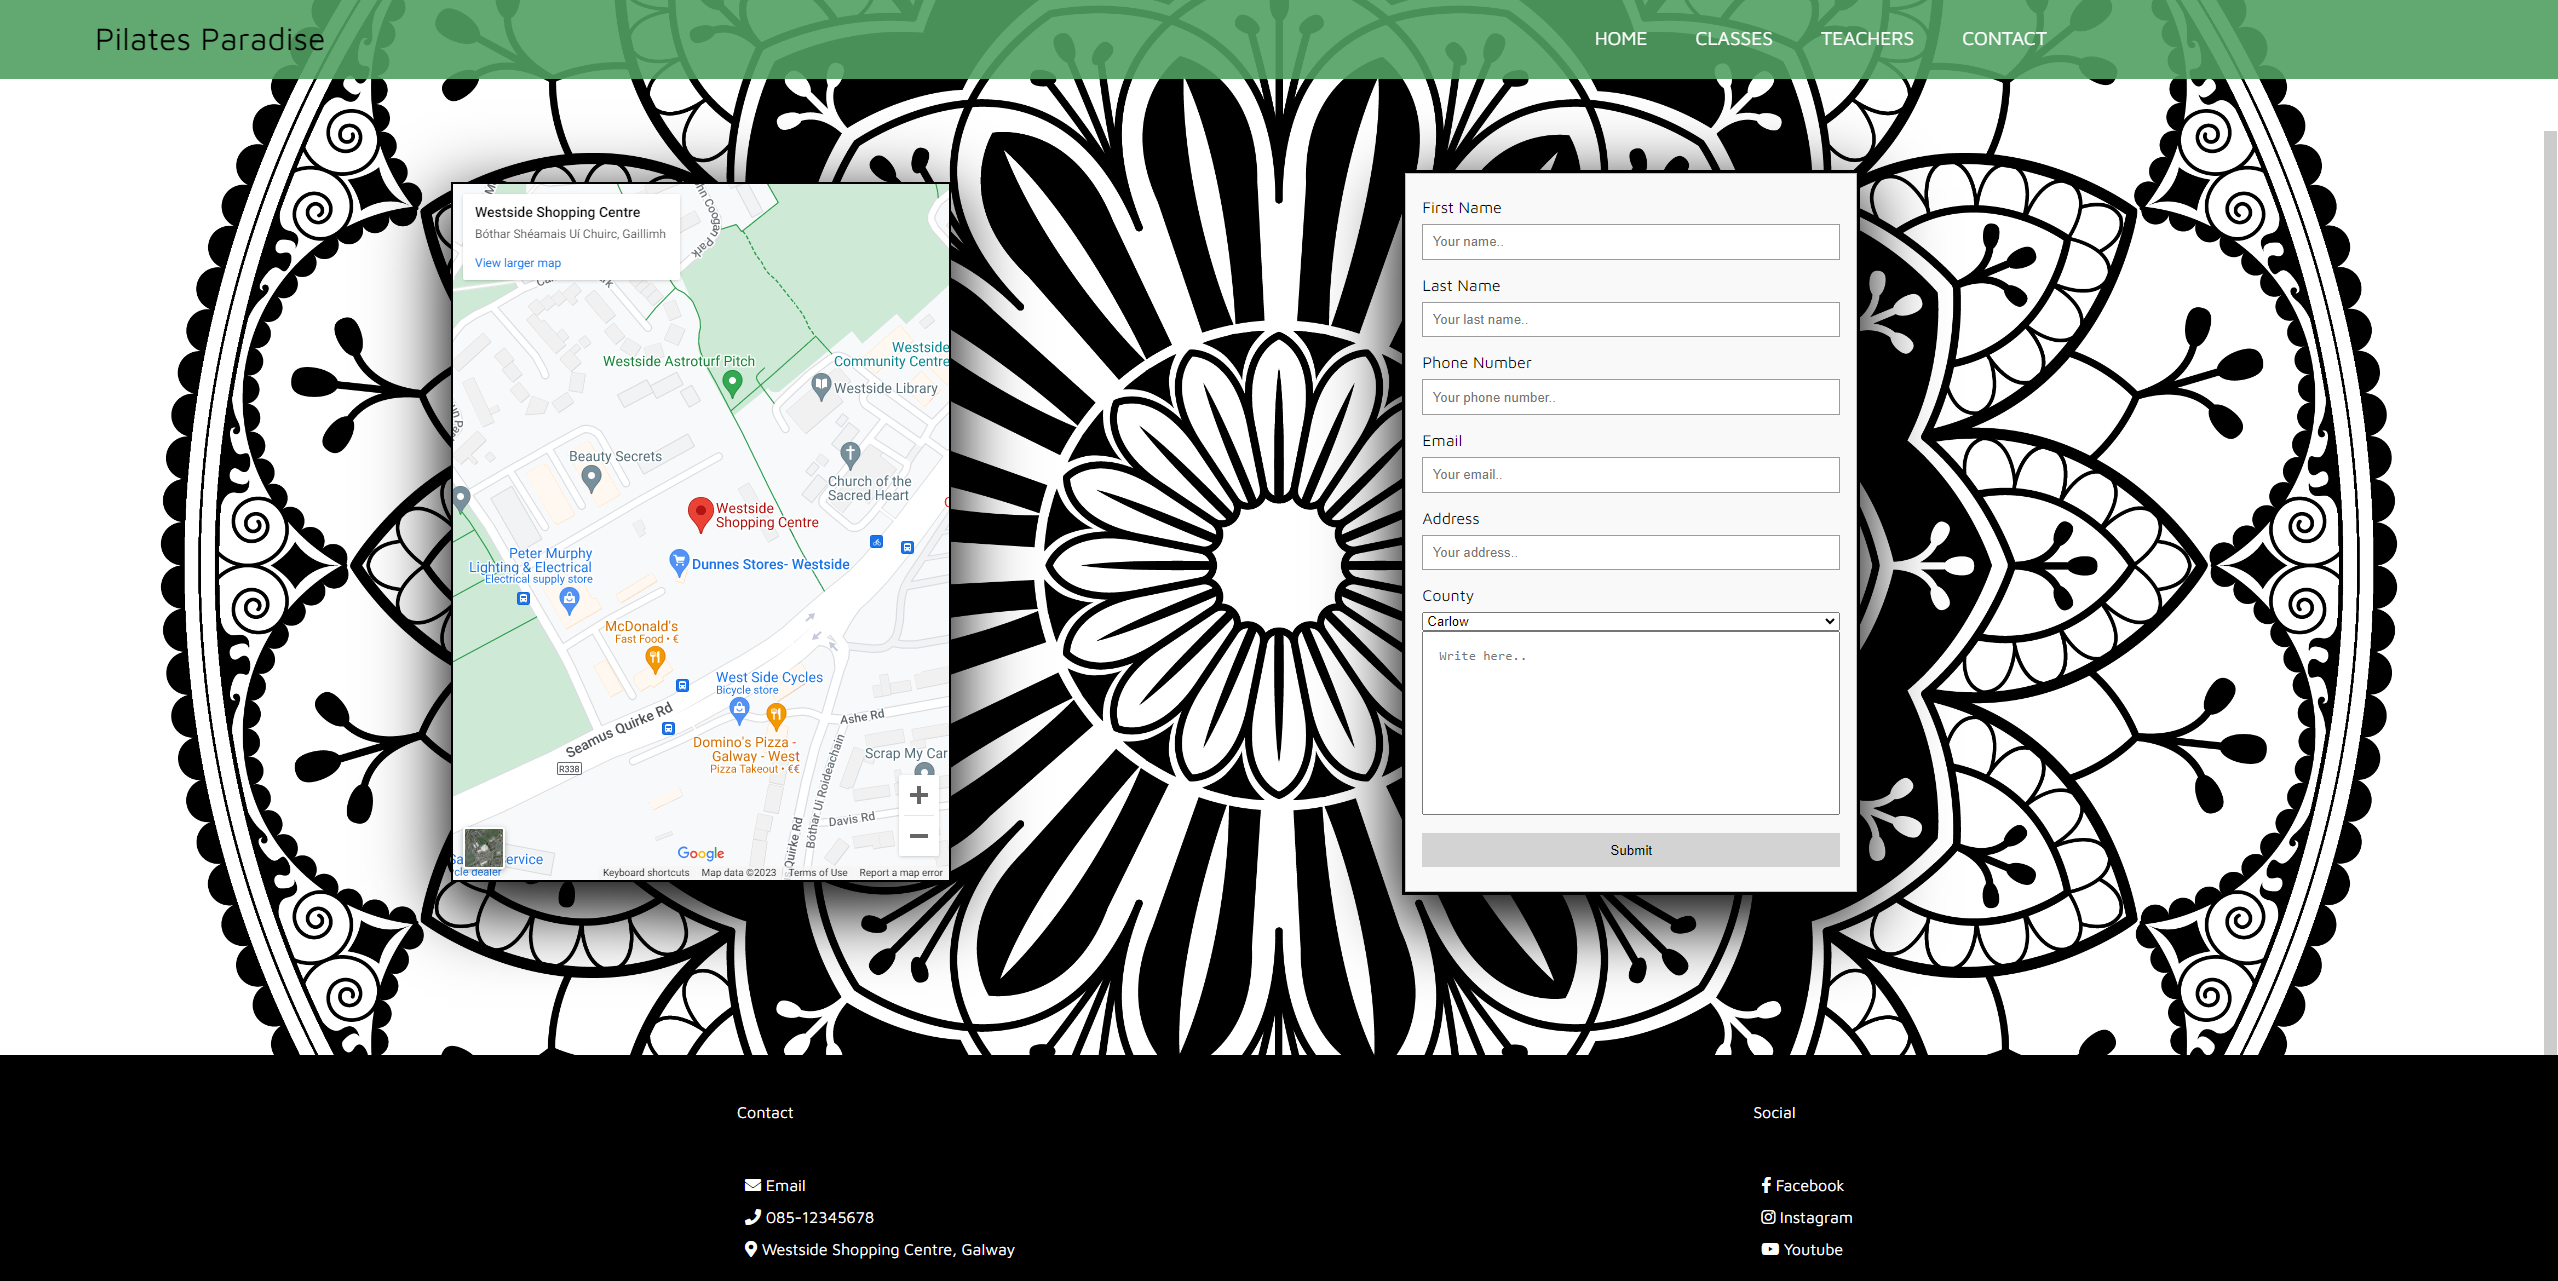 Pilates Paradise
HOME CLASSES TEACHERS CONTACT
Westside Shopping Centre
Bóthar Shéamais Uí Chuirc, Gaillimh
View larger map
Westside Astroturf Pitch
Westside
Community Centre
Westside Library
Beauty Secrets
Church of the
Sacred Heart
Westside
Shopping Centre
Peter Murphy
Lighting & Electrical
Electrical supply store
Dunnes Stores- Westside
McDonald's
Fast Food • €
West Side Cycles
Bicycle store
Seamus Quirke Rd
R338
Ashe Rd
Domino's Pizza -
Galway - West
Pizza Takeout • €€
Scrap My Car
Bóthar Uí Roideachain
Davis Rd
Quirke Rd
Google
Keyboard shortcuts Map data ©2023 Terms of Use Report a map error
First Name
Your name..
Last Name
Your last name..
Phone Number
Your phone number..
Email
Your email..
Address
Your address..
County
Carlow
Write here..
Submit
Contact
Email
085-12345678
Westside Shopping Centre, Galway
Social
Facebook
Instagram
Youtube